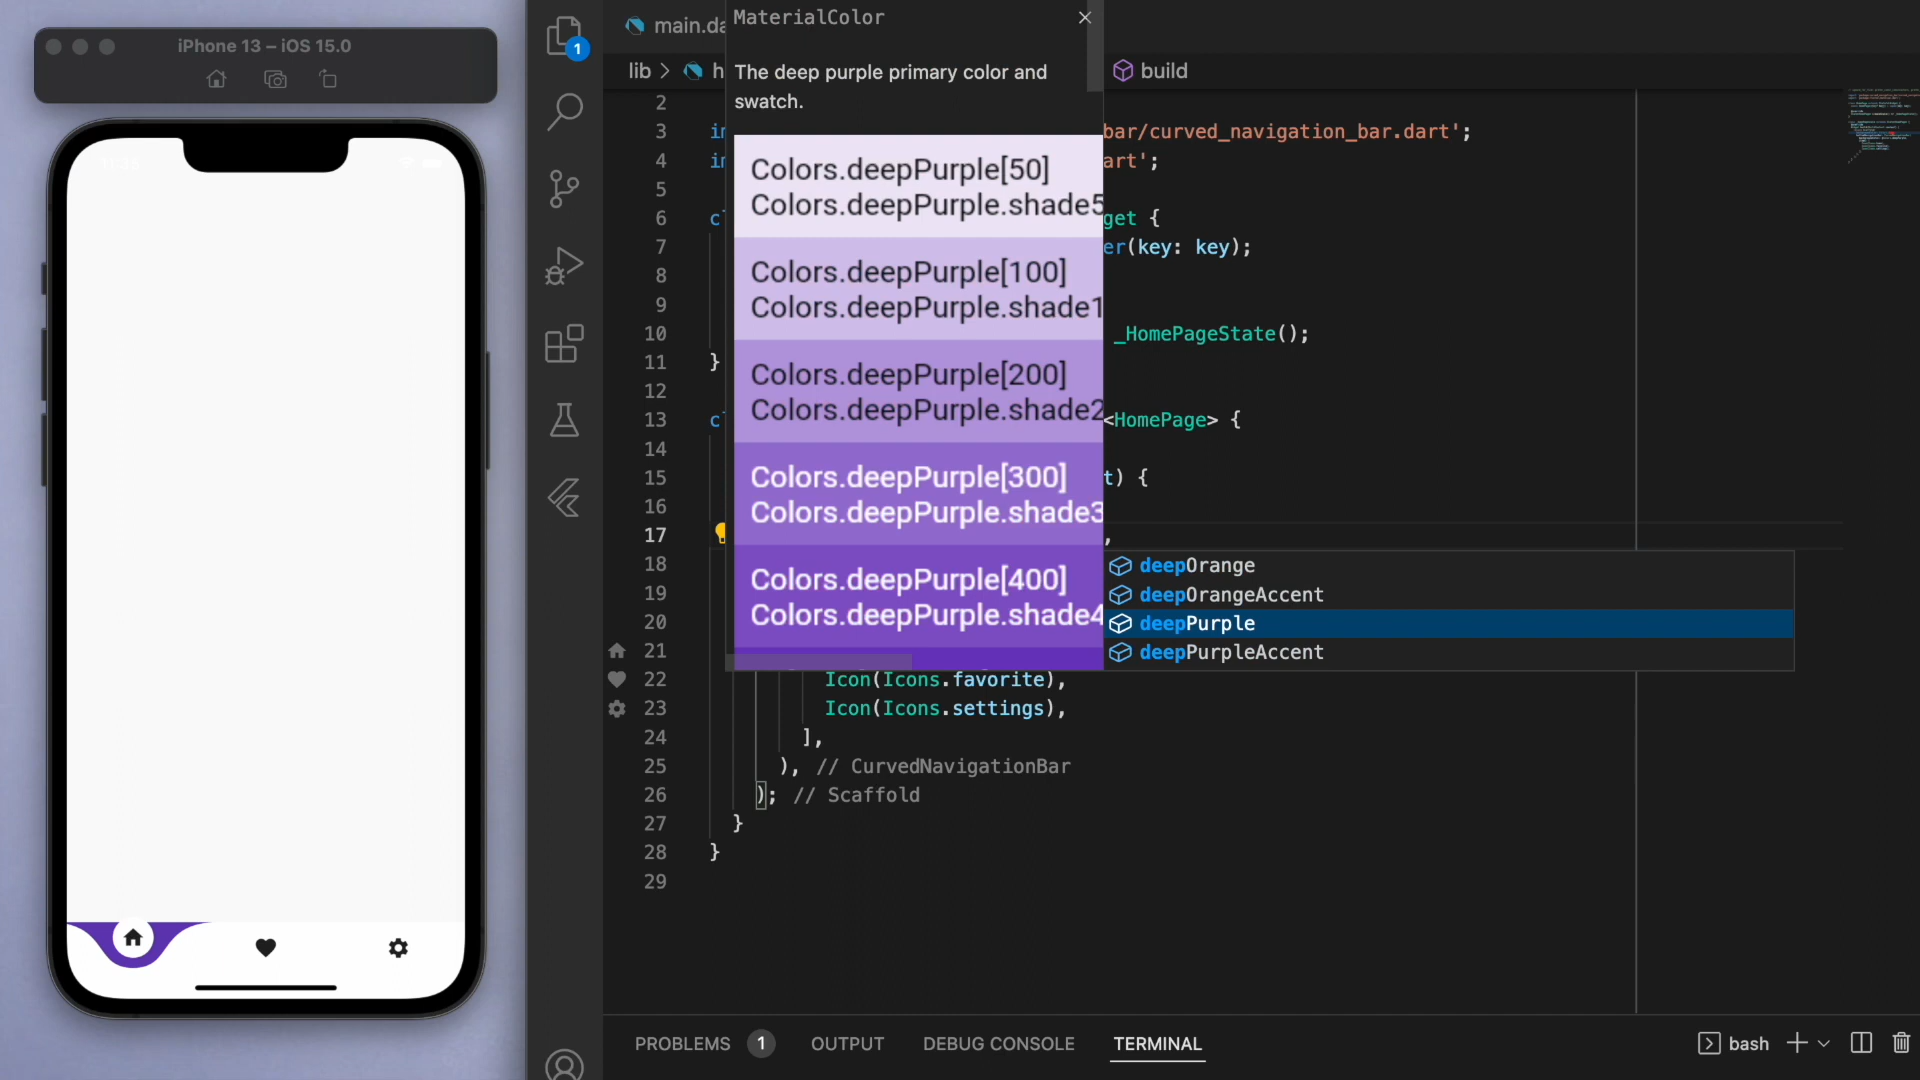 iPhone 13 – iOS 15.0
1
main.da
lib > h
build
MaterialColor
The deep purple primary color and
swatch.
Colors.deepPurple[50]
Colors.deepPurple.shade5
Colors.deepPurple[100]
Colors.deepPurple.shade1
Colors.deepPurple[200]
Colors.deepPurple.shade2
Colors.deepPurple[300]
Colors.deepPurple.shade3
Colors.deepPurple[400]
Colors.deepPurple.shade4
2
3 im bar/curved_navigation_bar.dart';
4 im art';
5
6 cl get {
7 er(key: key);
8
9
10 _HomePageState();
11 }
12
13 cl <HomePage> {
14
15 t) {
16
17 ,
18
19
20
21
22 Icon(Icons.favorite),
23 Icon(Icons.settings),
24 ],
25 ), // CurvedNavigationBar
26 ); // Scaffold
27 }
28 }
29
deepOrange
deepOrangeAccent
deepPurple
deepPurpleAccent
PROBLEMS 1 OUTPUT DEBUG CONSOLE TERMINAL
bash